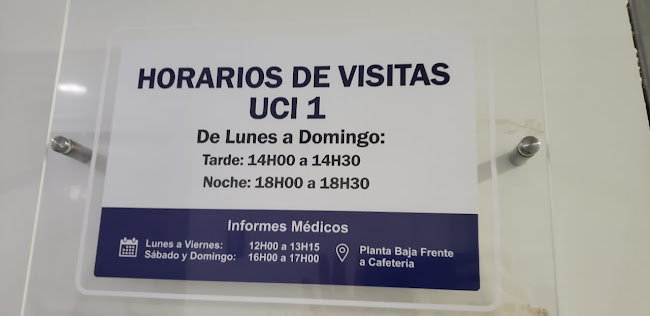 HORARIOS DE VISITAS
UCI 1
De Lunes a Domingo:
Tarde: 14H00 a 14H30
Noche: 18H00 a 18H30
Informes Médicos
Lunes a Viernes: 12H00 a 13H15
Sábado y Domingo: 16H00 a 17H00
Planta Baja Frente
a Cafetería